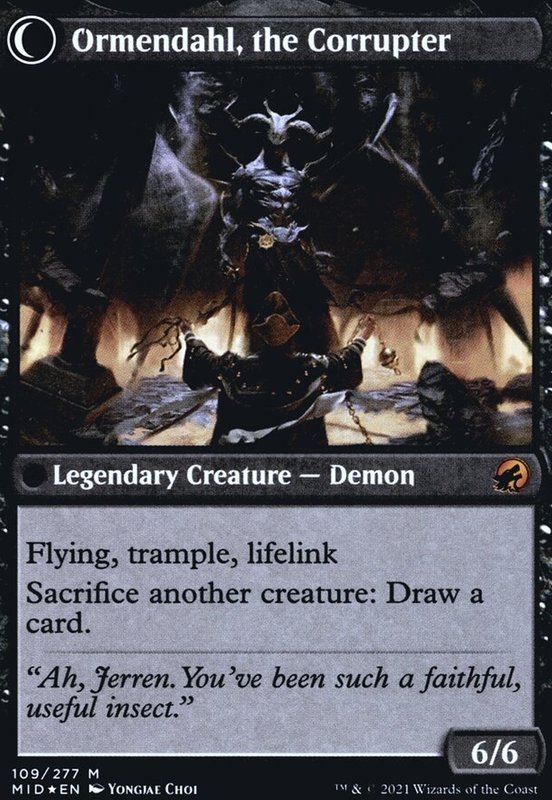 Ormendahl, the Corrupter
Legendary Creature — Demon
Flying, trample, lifelink
Sacrifice another creature: Draw a
card.
“Ah, Jerren. You’ve been such a faithful,
useful insect.”
6/6
109/277 M
MID★EN Yongjae Choi
™ & © 2021 Wizards of the Coast